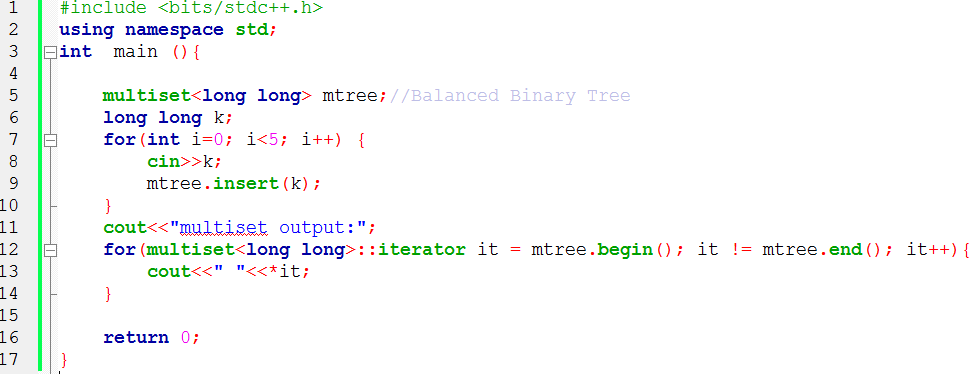 1 #include <bits/stdc++.h>
2 using namespace std;
3 int  main (){
4
5     multiset<long long> mtree;//Balanced Binary Tree
6     long long k;
7     for(int i=0; i<5; i++) {
8         cin>>k;
9         mtree.insert(k);
10     }
11     cout<<"multiset output:";
12     for(multiset<long long>::iterator it = mtree.begin(); it != mtree.end(); it++){
13         cout<<" "<<*it;
14     }
15
16     return 0;
17 }